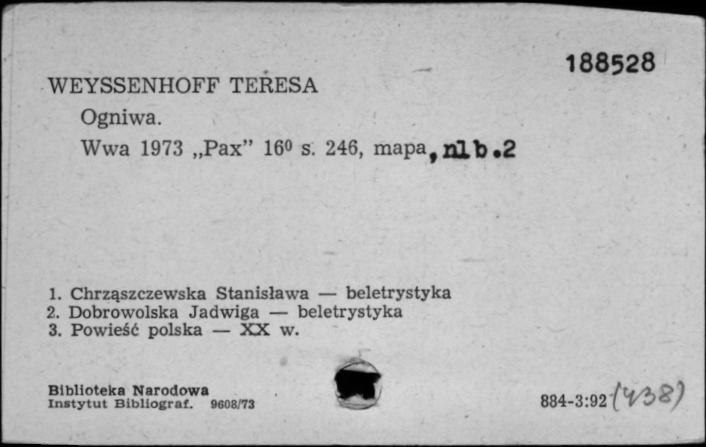 188528
WEYSSENHOFF TERESA
Ogniwa.
Wwa 1973 „Pax” 16⁰ s. 246, mapa, nlb.2
1. Chrząszczewska Stanisława — beletrystyka
2. Dobrowolska Jadwiga — beletrystyka
3. Powieść polska — XX w.
Biblioteka Narodowa
Instytut Bibliograf. 9608/73
884-3:92(438)